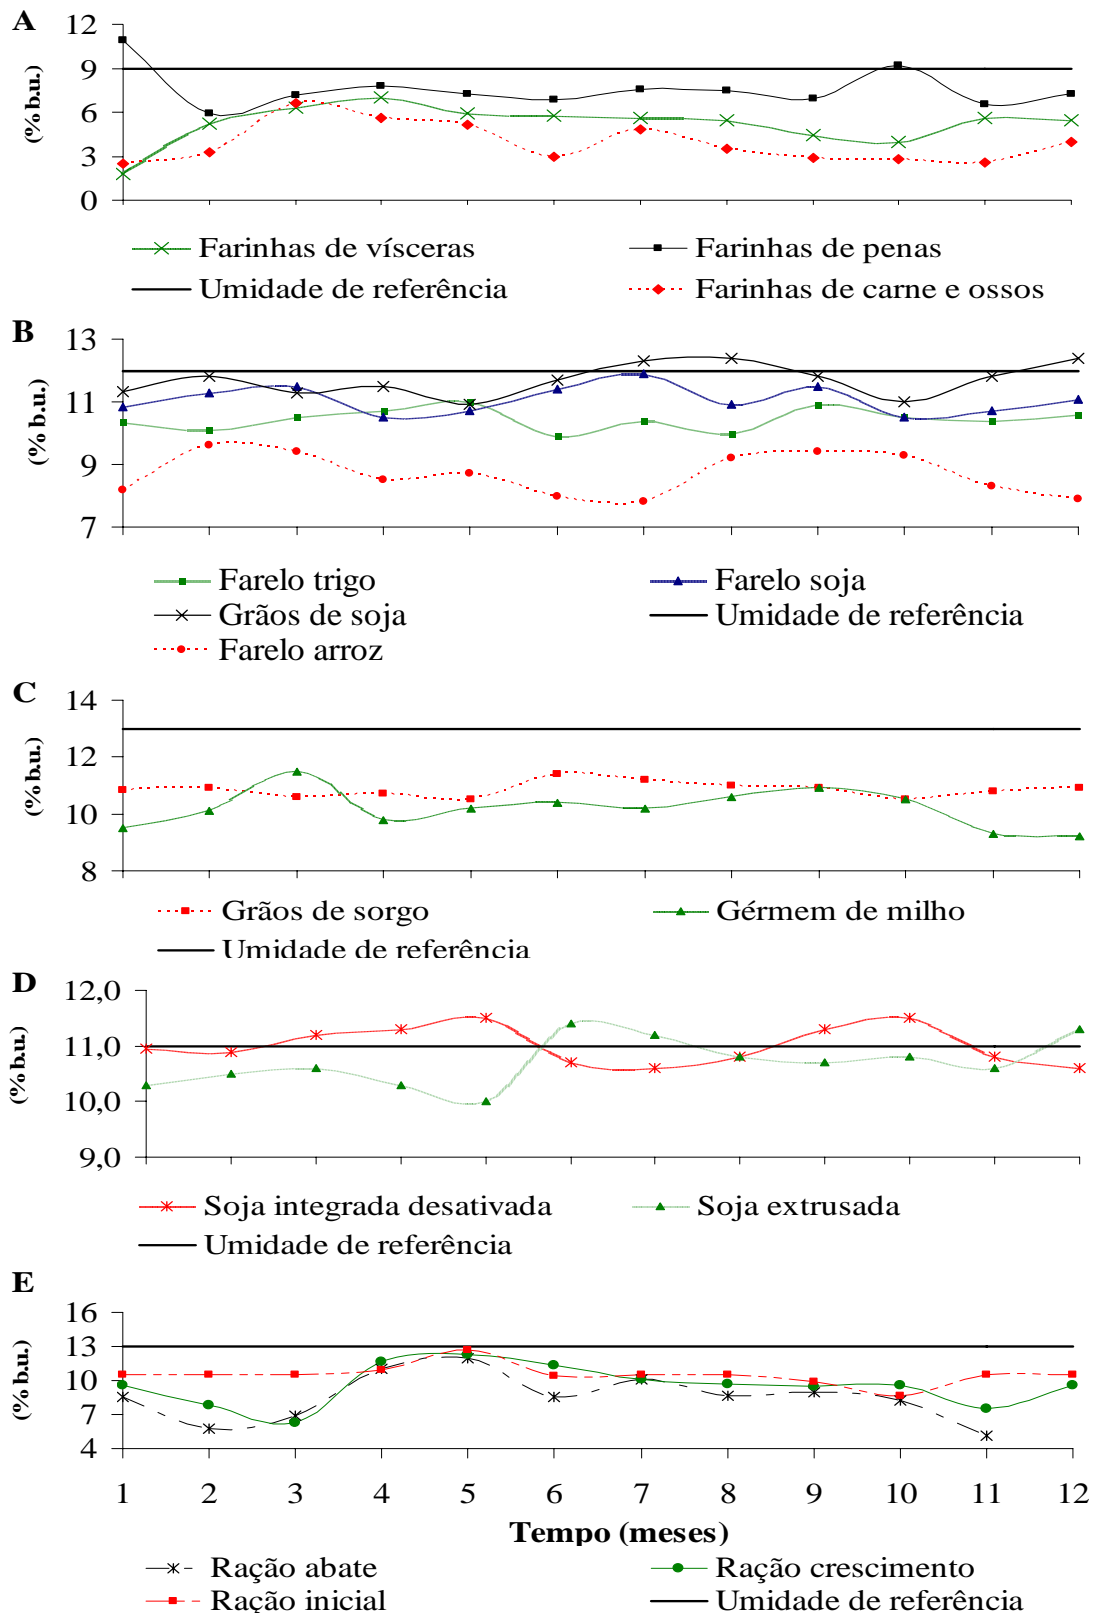 A
(% b.u.)
12
9
6
3
0
Farinhas de vísceras Farinhas de penas
Umidade de referência Farinhas de carne e ossos
B
(% b.u.)
13
11
9
7
Farelo trigo Farelo soja
Grãos de soja Umidade de referência
Farelo arroz
C
(% b.u.)
14
12
10
8
Grãos de sorgo Gérmem de milho
Umidade de referência
D
(% b.u.)
12,0
11,0
10,0
9,0
Soja integrada desativada Soja extrusada
Umidade de referência
E
(% b.u.)
16
13
10
7
4
1 2 3 4 5 6 7 8 9 10 11 12
Tempo (meses)
Ração abate Ração crescimento
Ração inicial Umidade de referência